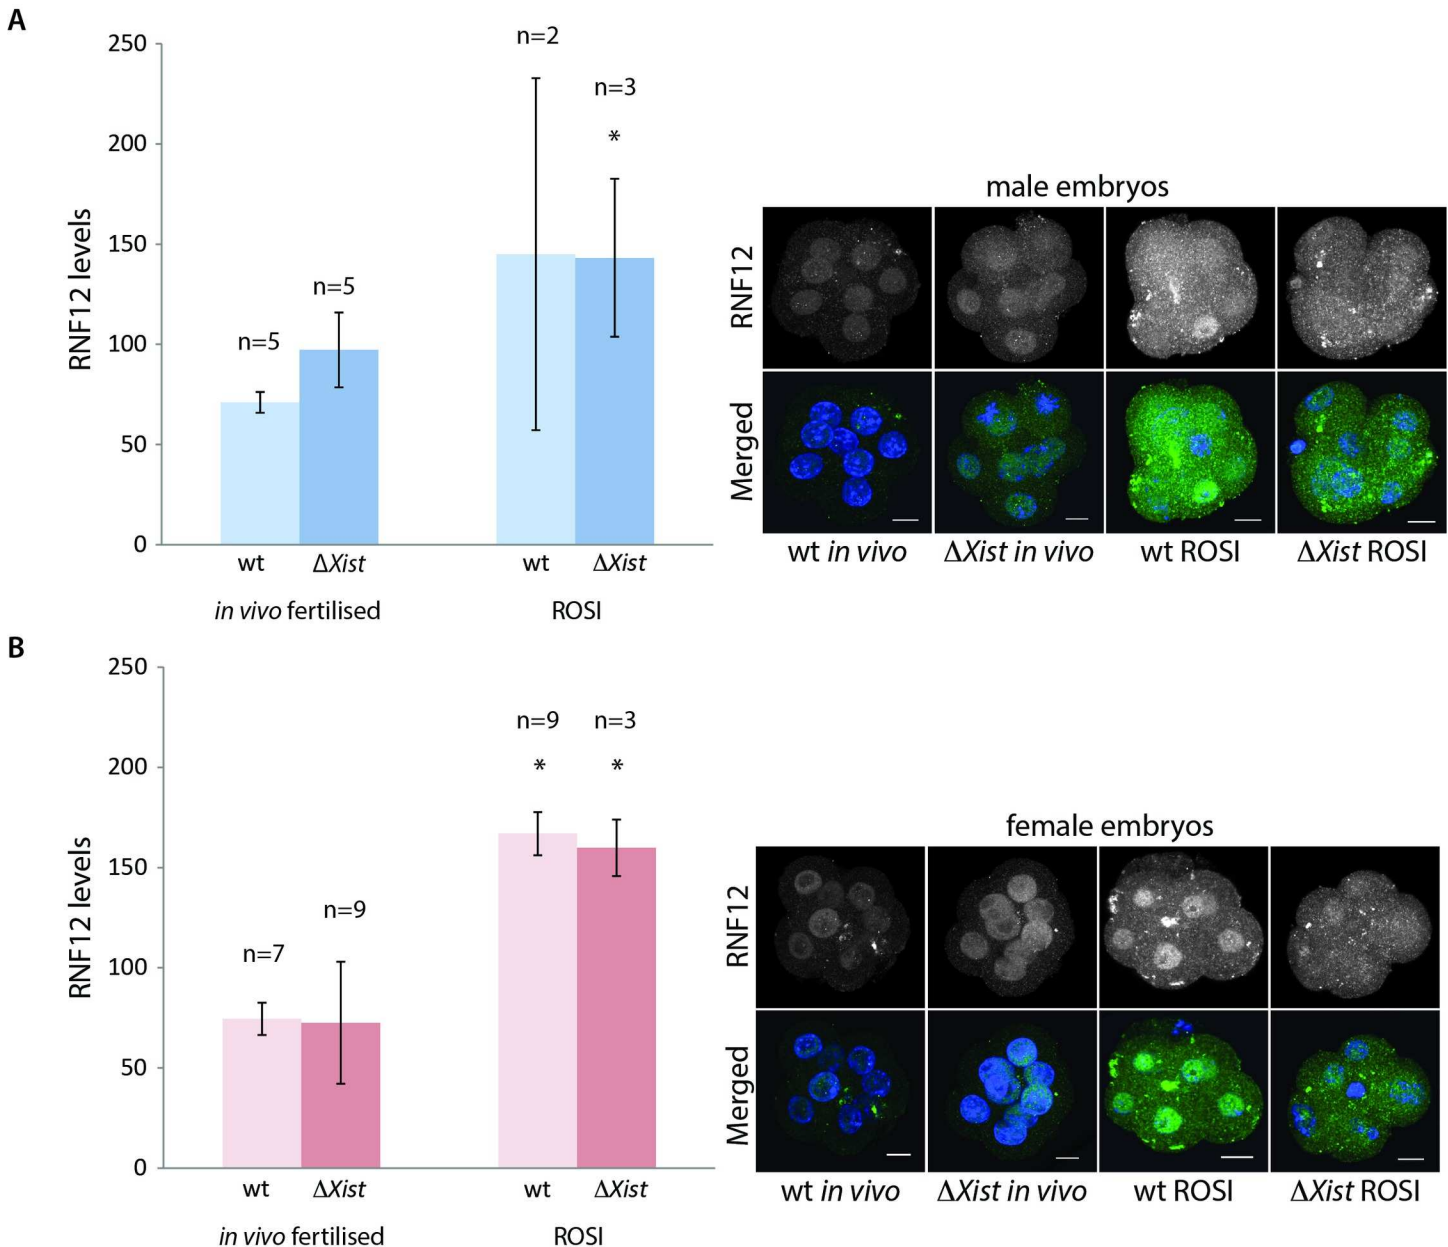 A
RNF12 levels
250
200
150
100
50
0
n=5
n=5
n=2
n=3
*
wt
ΔXist
wt
ΔXist
in vivo fertilised
ROSI
male embryos
RNF12
Merged
wt in vivo
ΔXist in vivo
wt ROSI
ΔXist ROSI
B
RNF12 levels
250
200
150
100
50
0
n=7
n=9
n=9
n=3
*
*
wt
ΔXist
wt
ΔXist
in vivo fertilised
ROSI
female embryos
RNF12
Merged
wt in vivo
ΔXist in vivo
wt ROSI
ΔXist ROSI